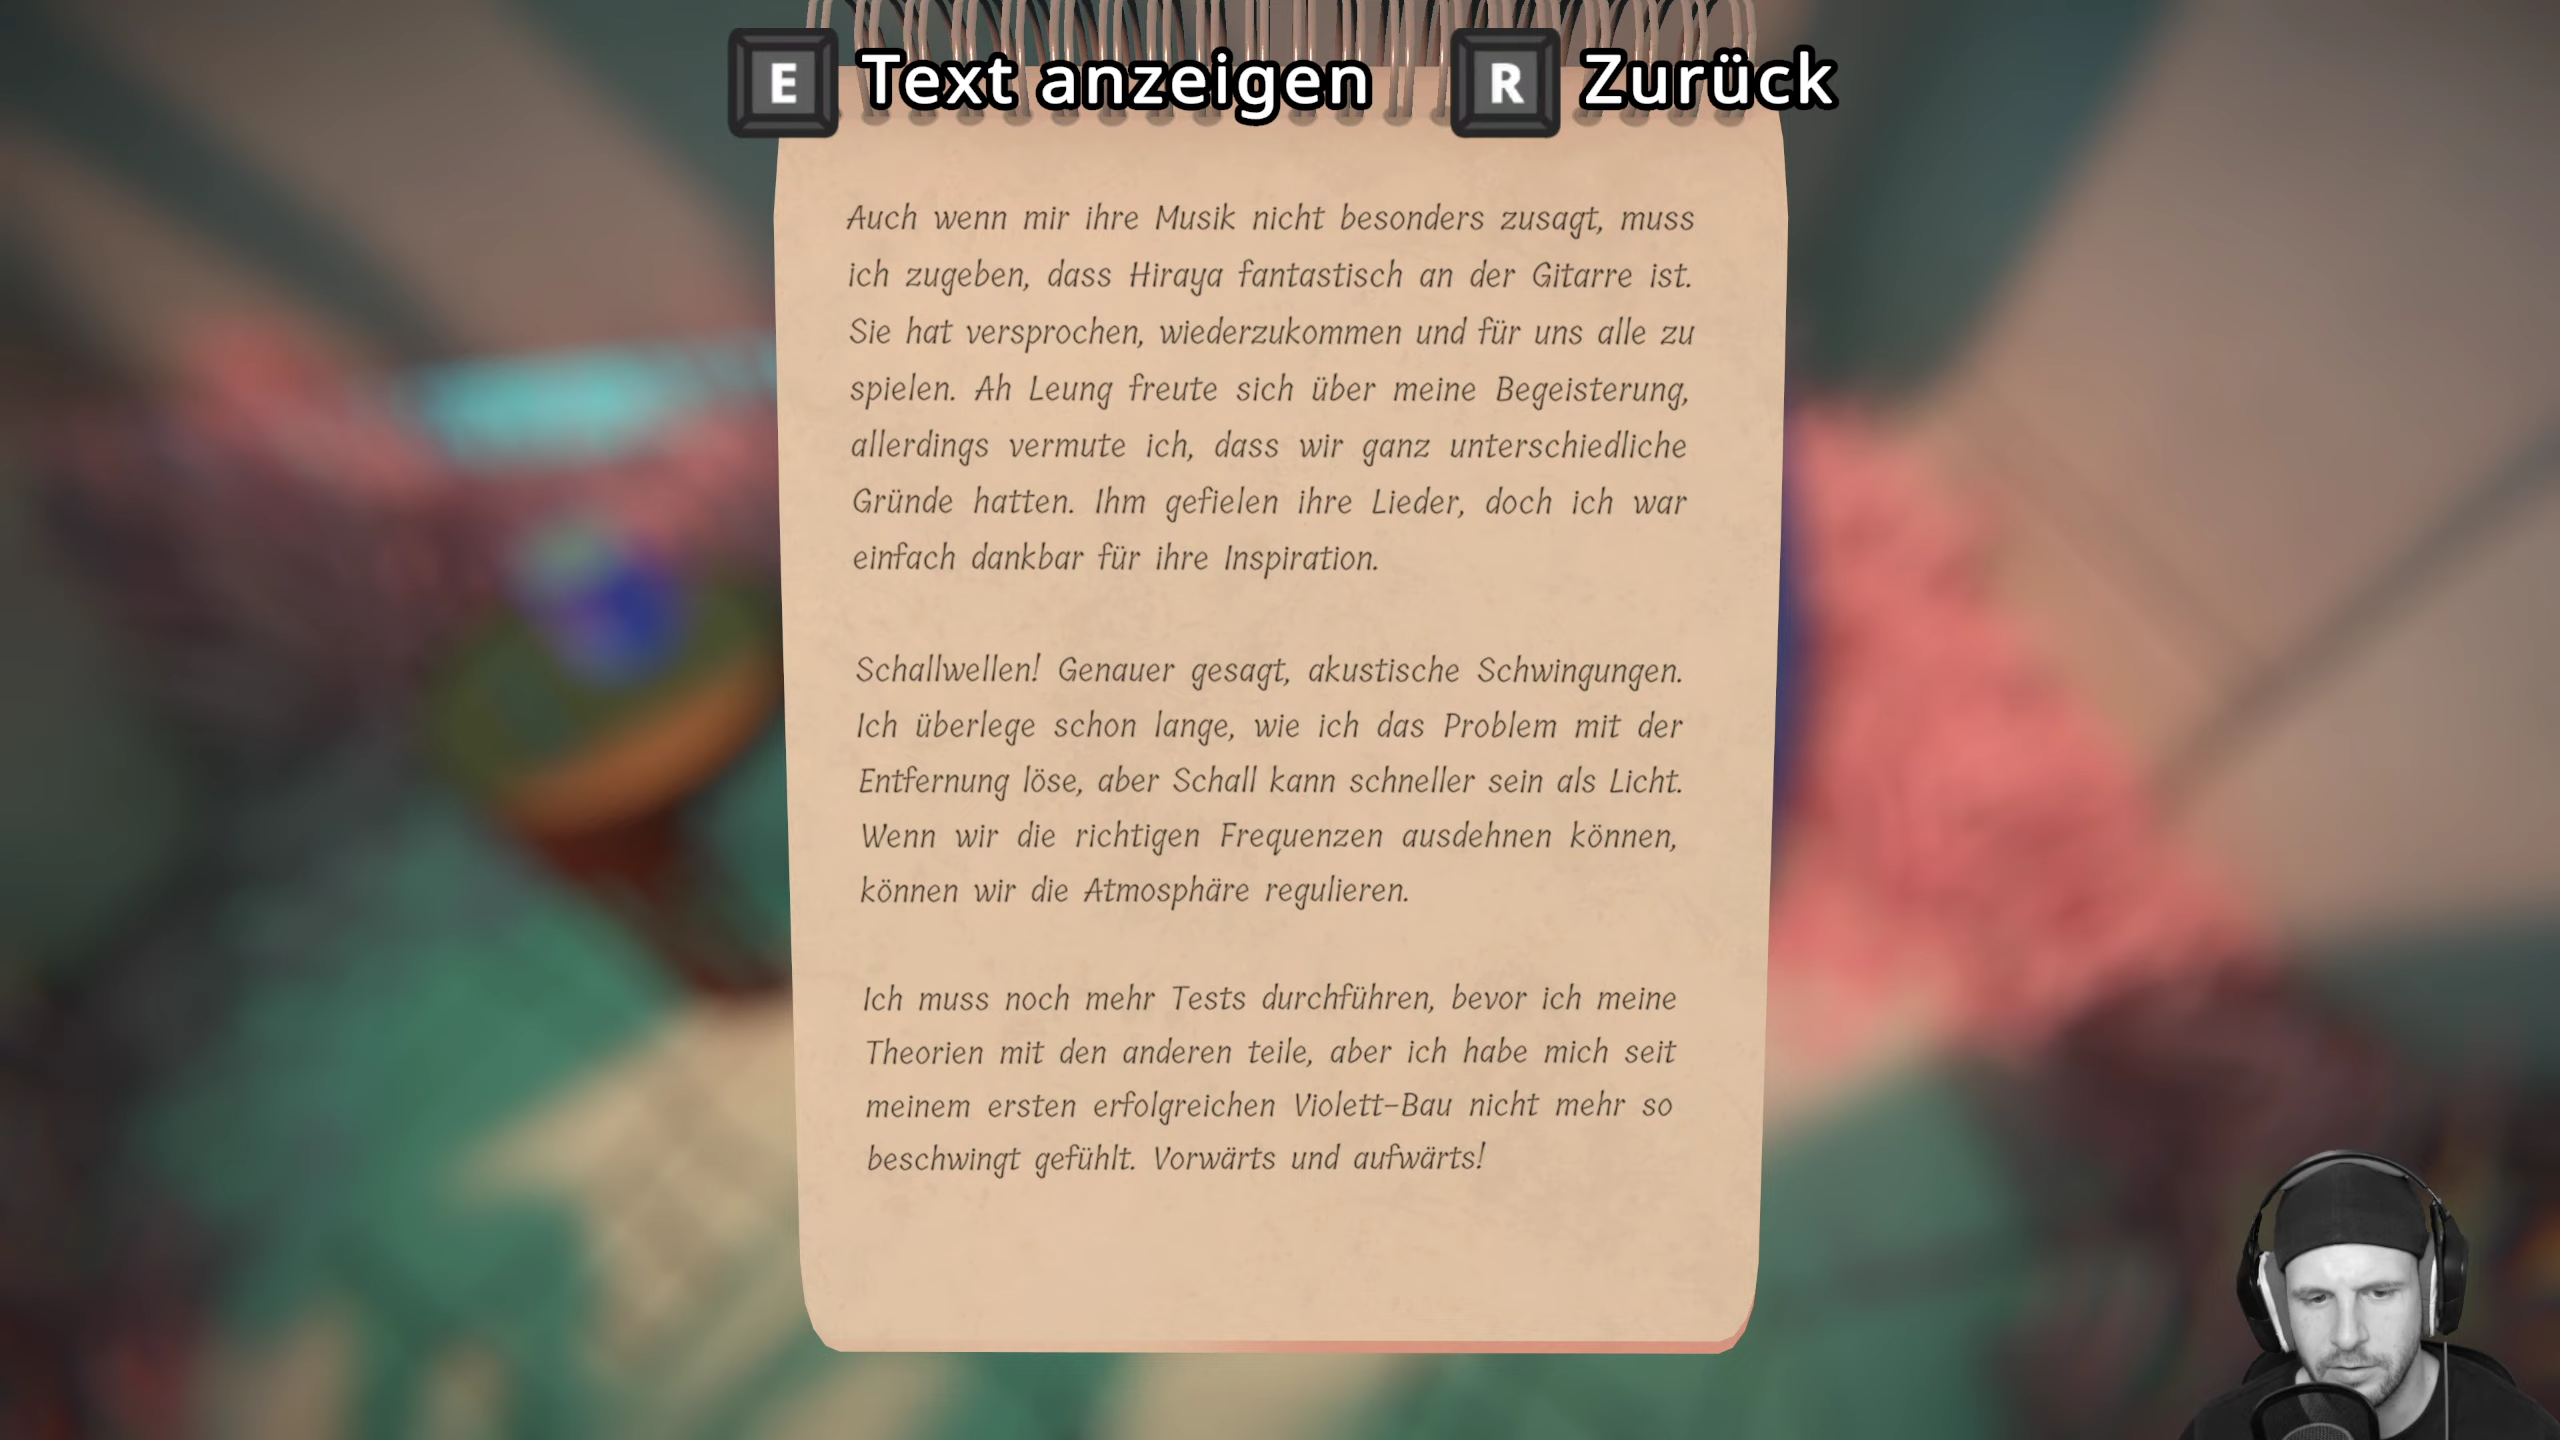 E Text anzeigen R Zurück
Auch wenn mir ihre Musik nicht besonders zusagt, muss
ich zugeben, dass Hiraya fantastisch an der Gitarre ist.
Sie hat versprochen, wiederzukommen und für uns alle zu
spielen. Ah Leung freute sich über meine Begeisterung,
allerdings vermute ich, dass wir ganz unterschiedliche
Gründe hatten. Ihm gefielen ihre Lieder, doch ich war
einfach dankbar für ihre Inspiration.
Schallwellen! Genauer gesagt, akustische Schwingungen.
Ich überlege schon lange, wie ich das Problem mit der
Entfernung löse, aber Schall kann schneller sein als Licht.
Wenn wir die richtigen Frequenzen ausdehnen können,
können wir die Atmosphäre regulieren.
Ich muss noch mehr Tests durchführen, bevor ich meine
Theorien mit den anderen teile, aber ich habe mich seit
meinem ersten erfolgreichen Violett-Bau nicht mehr so
beschwingt gefühlt. Vorwärts und aufwärts!